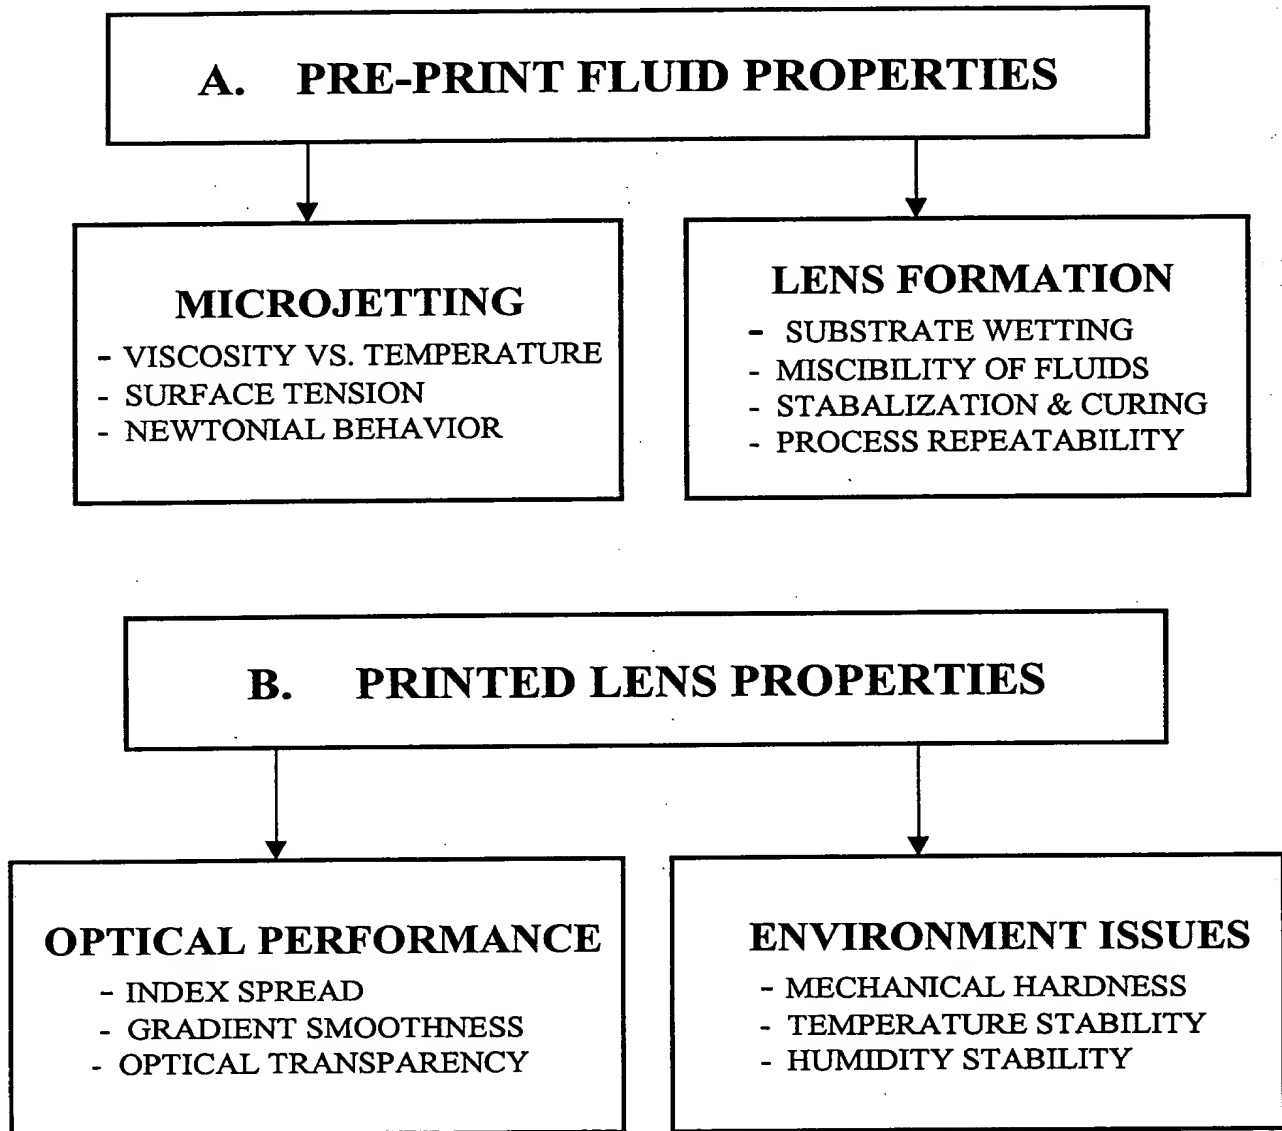 A. PRE-PRINT FLUID PROPERTIES
MICROJETTING
- VISCOSITY VS. TEMPERATURE
- SURFACE TENSION
- NEWTONIAL BEHAVIOR
LENS FORMATION
- SUBSTRATE WETTING
- MISCIBILITY OF FLUIDS
- STABALIZATION & CURING
- PROCESS REPEATABILITY
B. PRINTED LENS PROPERTIES
OPTICAL PERFORMANCE
- INDEX SPREAD
- GRADIENT SMOOTHNESS
- OPTICAL TRANSPARENCY
ENVIRONMENT ISSUES
- MECHANICAL HARDNESS
- TEMPERATURE STABILITY
- HUMIDITY STABILITY